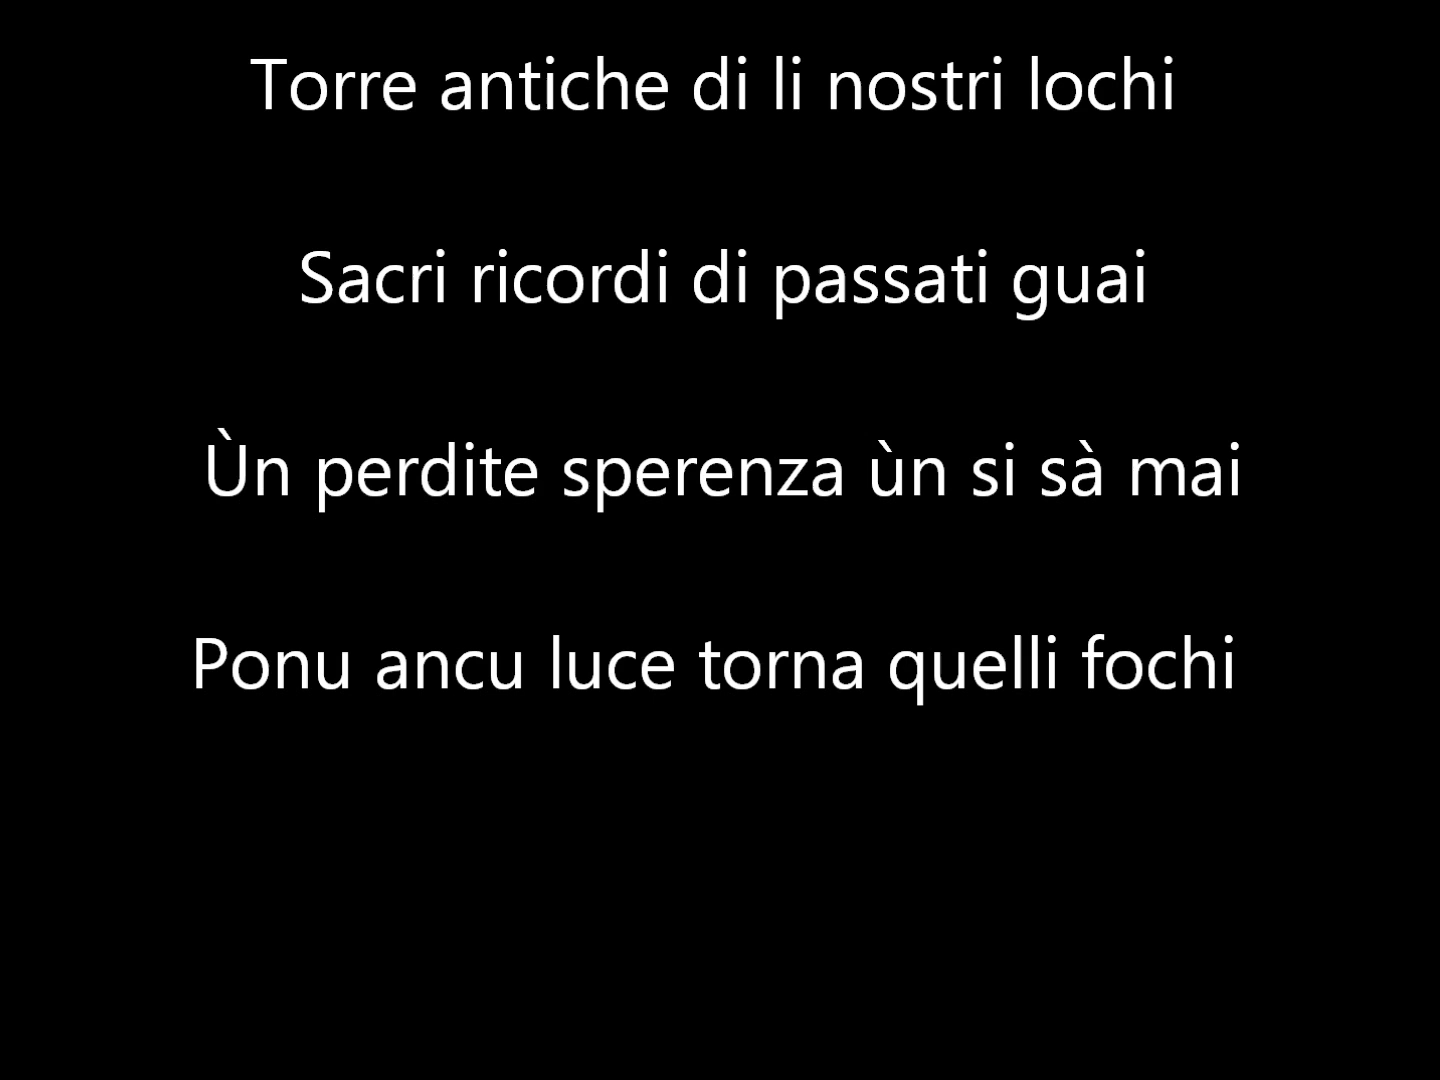 Torre antiche di li nostri lochi
Sacri ricordi di passati guai
Ùn perdite sperenza ùn si sà mai
Ponu ancu luce torna quelli fochi